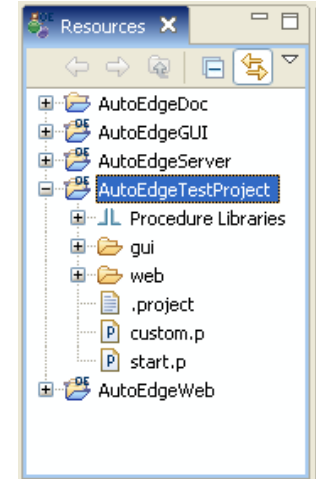 Resources
AutoEdgeDoc
AutoEdgeGUI
AutoEdgeServer
AutoEdgeTestProject
Procedure Libraries
gui
web
.project
custom.p
start.p
AutoEdgeWeb